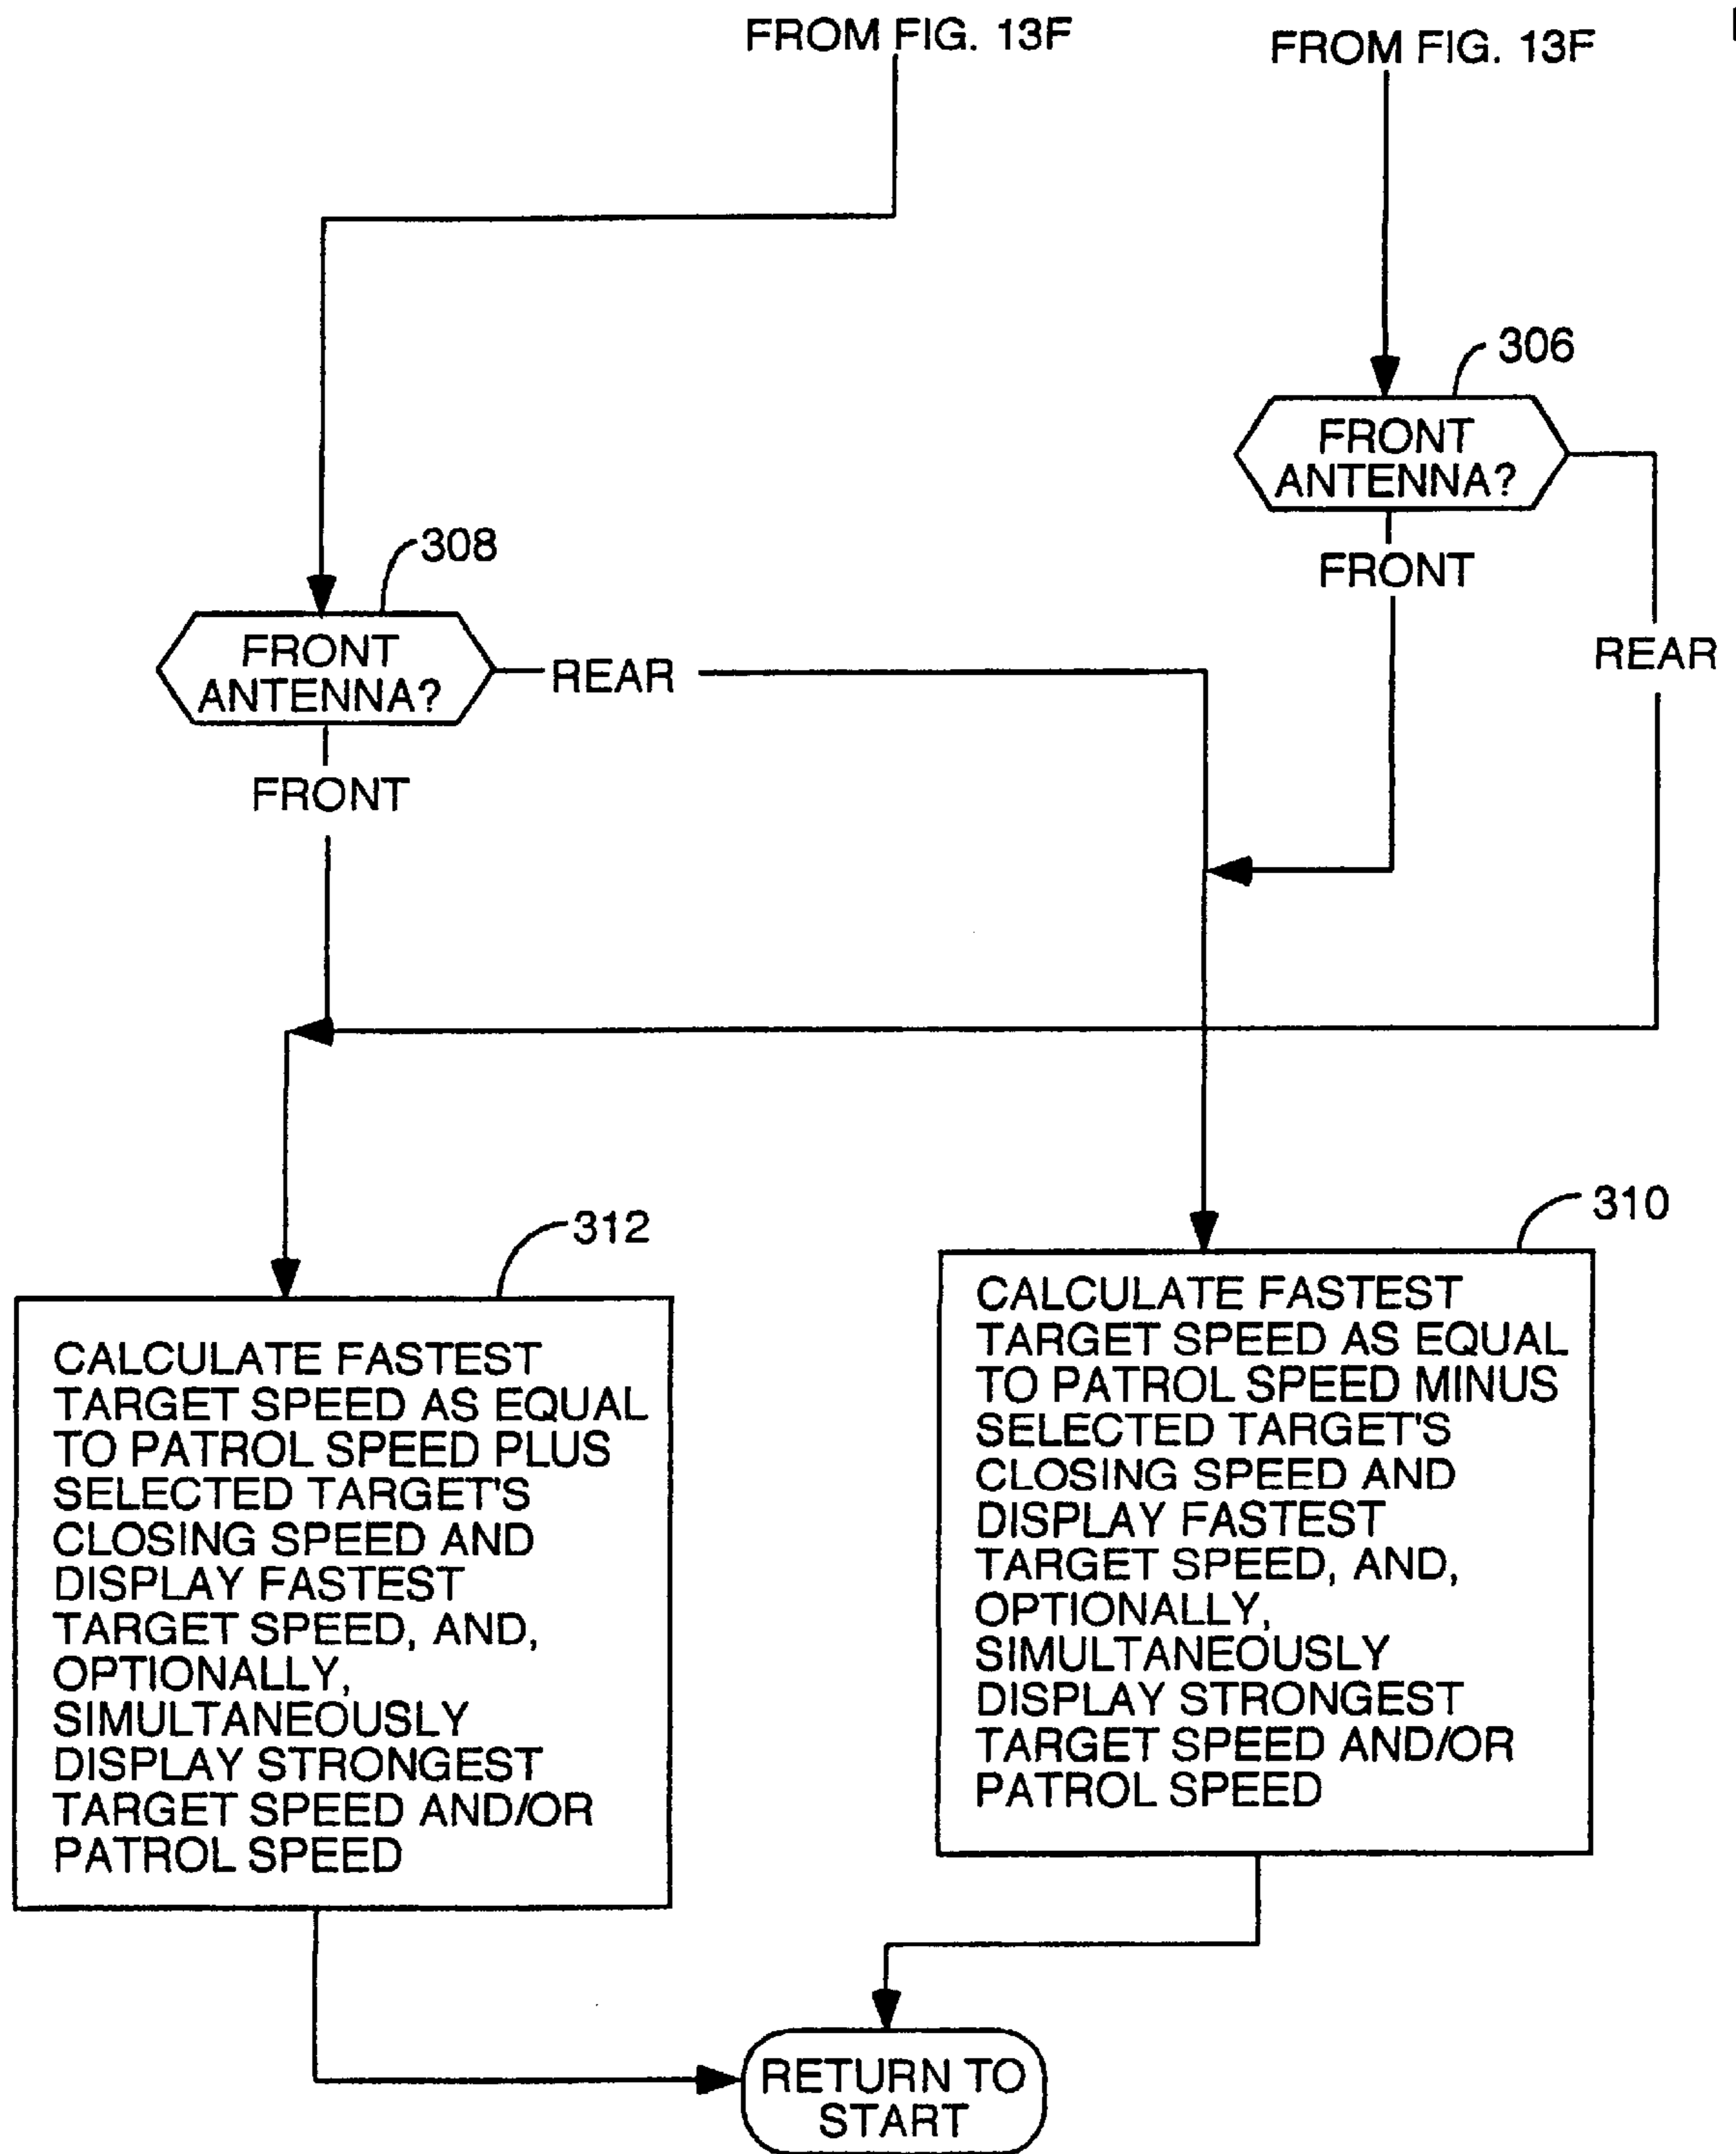 FROM FIG. 13F
FROM FIG. 13F
306
FRONT
ANTENNA?
FRONT
REAR
308
FRONT
ANTENNA?
REAR
FRONT
310
CALCULATE FASTEST
TARGET SPEED AS EQUAL
TO PATROL SPEED MINUS
SELECTED TARGET'S
CLOSING SPEED AND
DISPLAY FASTEST
TARGET SPEED, AND,
OPTIONALLY,
SIMULTANEOUSLY
DISPLAY STRONGEST
TARGET SPEED AND/OR
PATROL SPEED
312
CALCULATE FASTEST
TARGET SPEED AS EQUAL
TO PATROL SPEED PLUS
SELECTED TARGET'S
CLOSING SPEED AND
DISPLAY FASTEST
TARGET SPEED, AND,
OPTIONALLY,
SIMULTANEOUSLY
DISPLAY STRONGEST
TARGET SPEED AND/OR
PATROL SPEED
RETURN TO
START